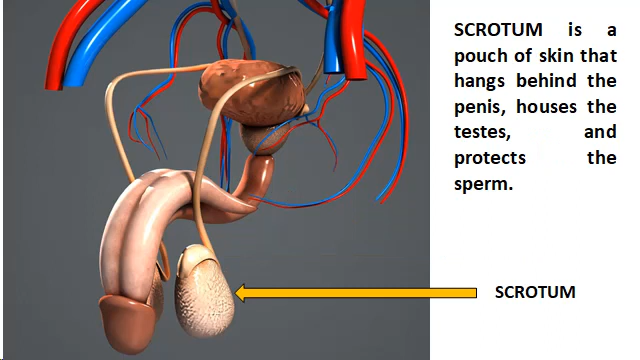 SCROTUM is a
pouch of skin that
hangs behind the
penis, houses the
testes, and
protects the
sperm.
SCROTUM